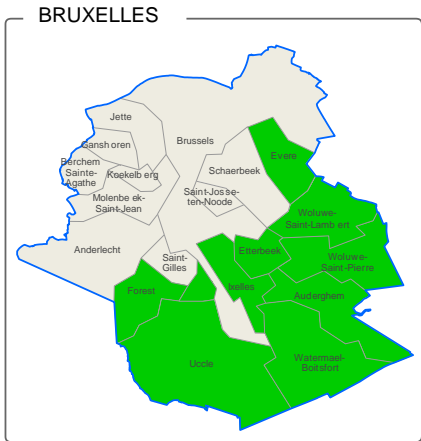 BRUXELLES
Jette
Ganshoren
Brussels
Evere
Berchem
Sainte-
Agathe
Koekelberg
Schaerbeek
Molenbeek-
Saint-Jean
Saint-Josse-
ten-Noode
Woluwe-
Saint-Lambert
Anderlecht
Saint-
Gilles
Etterbeek
Woluwe-
Saint-Pierre
Forest
Ixelles
Auderghem
Uccle
Watermael-
Boitsfort